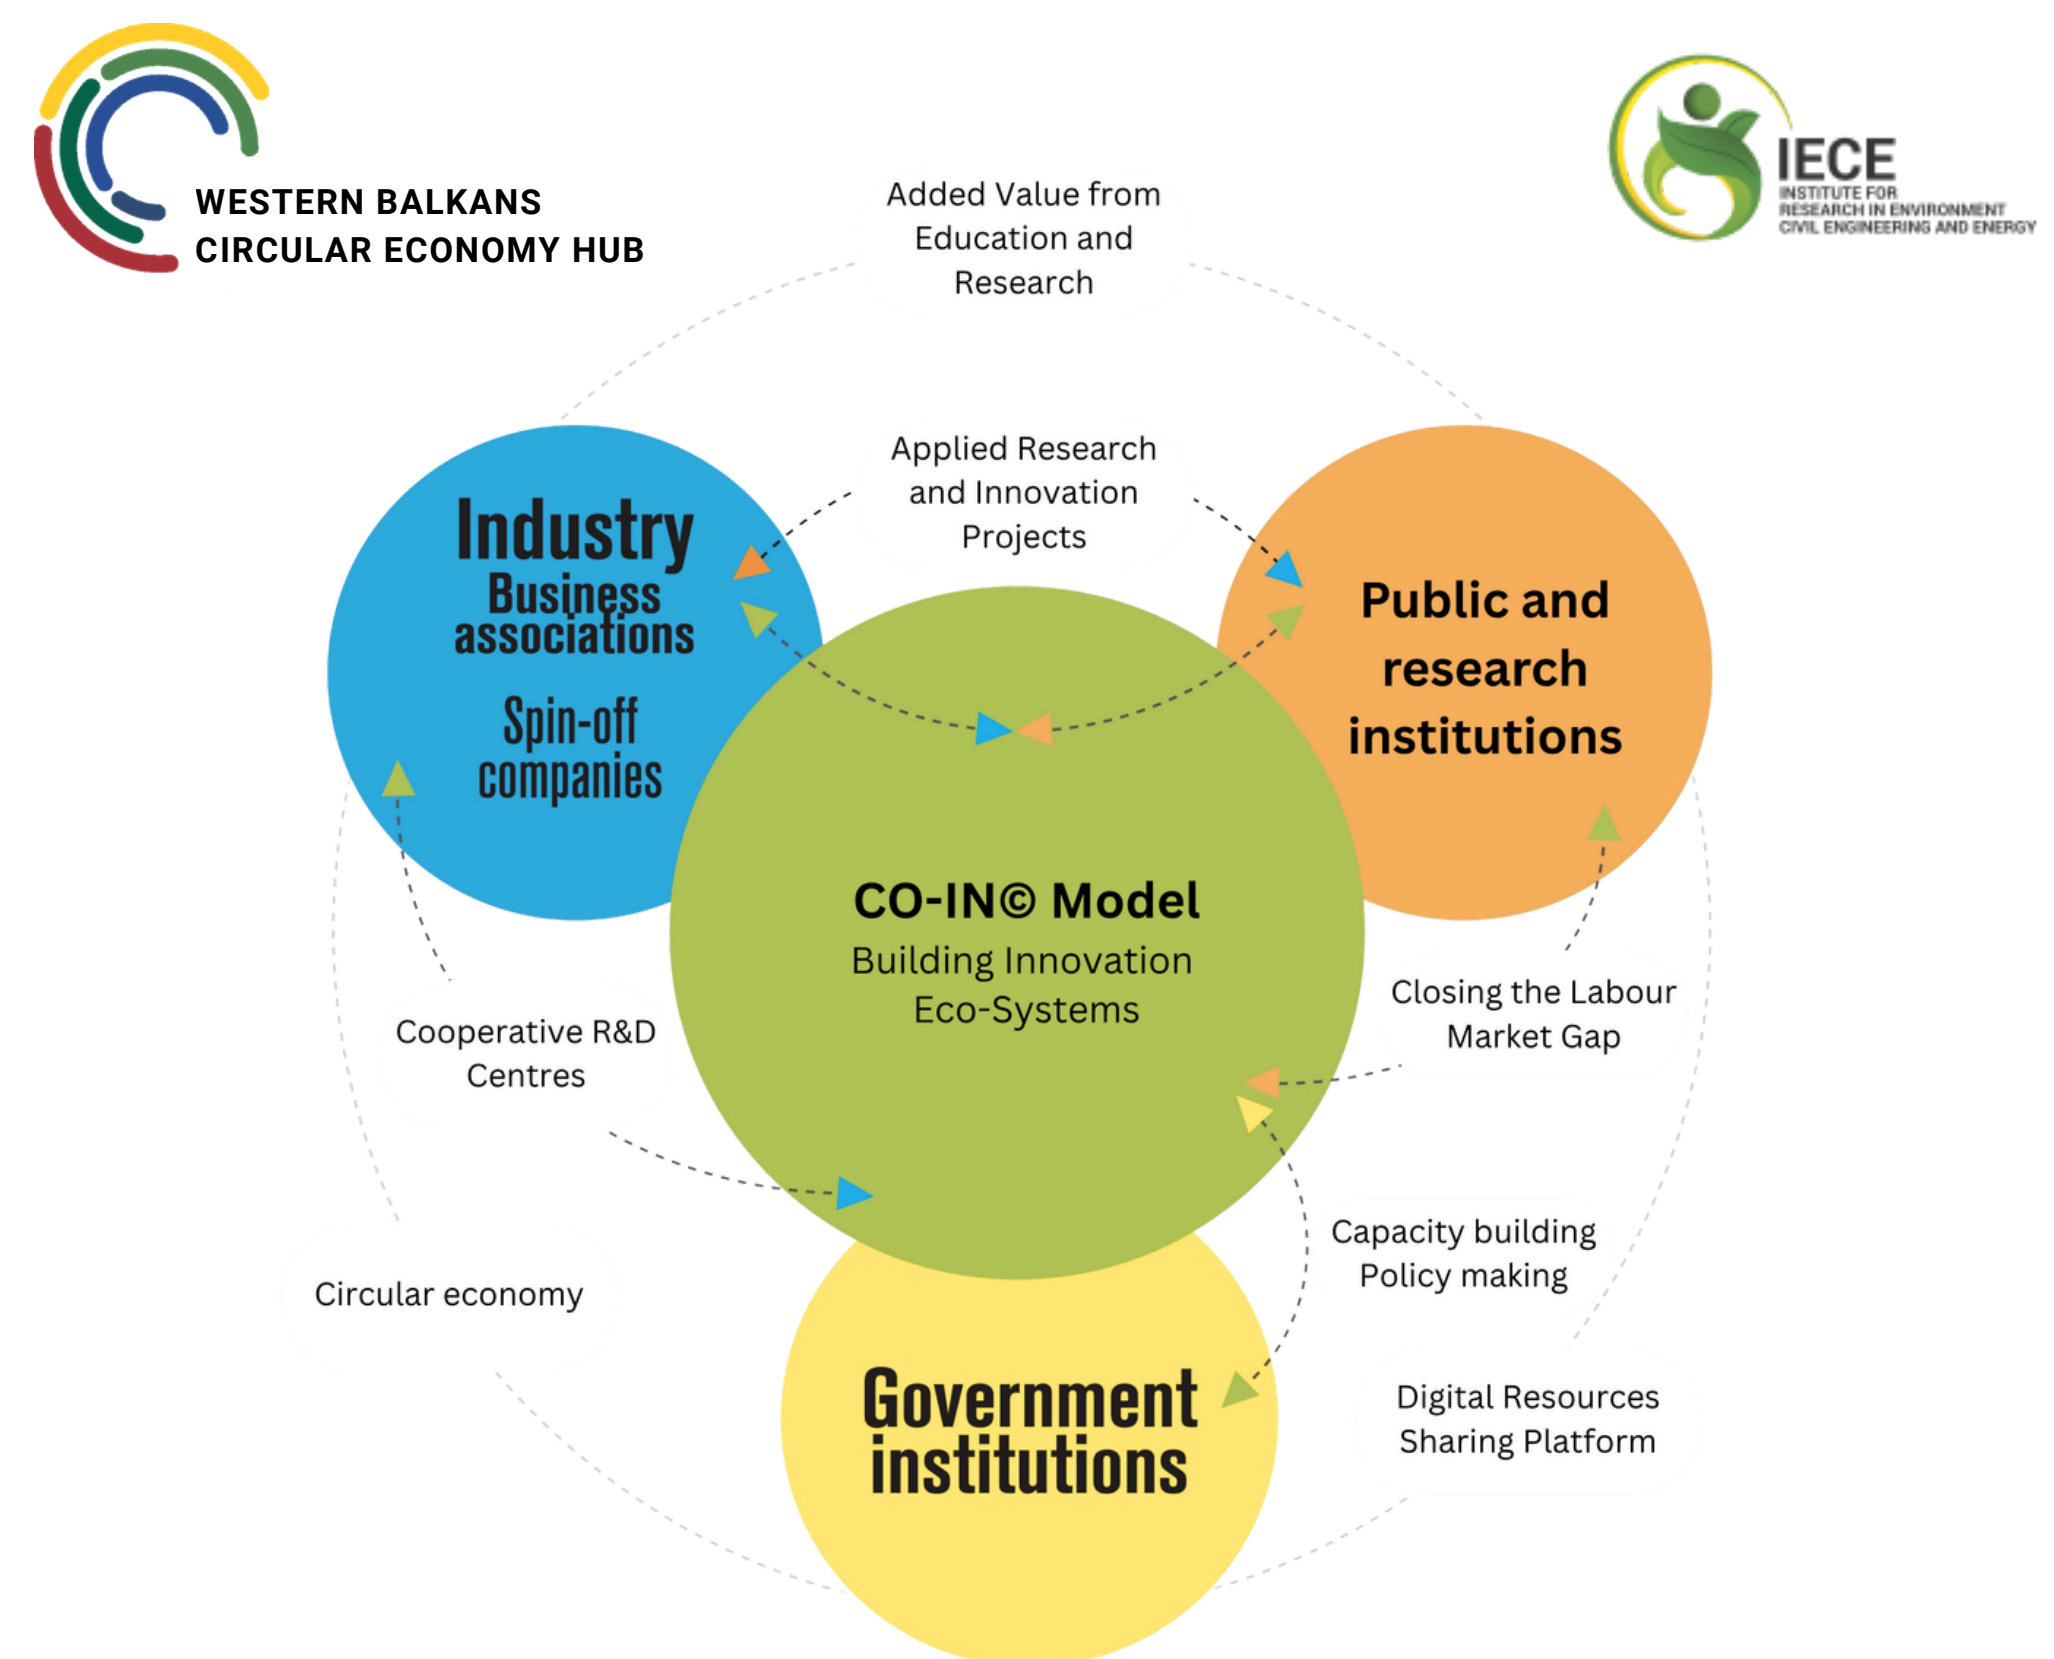 WESTERN BALKANS
CIRCULAR ECONOMY HUB
IECE
INSTITUTE FOR
RESEARCH IN ENVIRONMENT
CIVIL ENGINEERING AND ENERGY
Added Value from
Education and
Research
Applied Research
and Innovation
Projects
Industry
Business
associations
Spin-off
companies
Public and
research
institutions
CO-IN© Model
Building Innovation
Eco-Systems
Cooperative R&D
Centres
Closing the Labour
Market Gap
Circular economy
Capacity building
Policy making
Government
institutions
Digital Resources
Sharing Platform